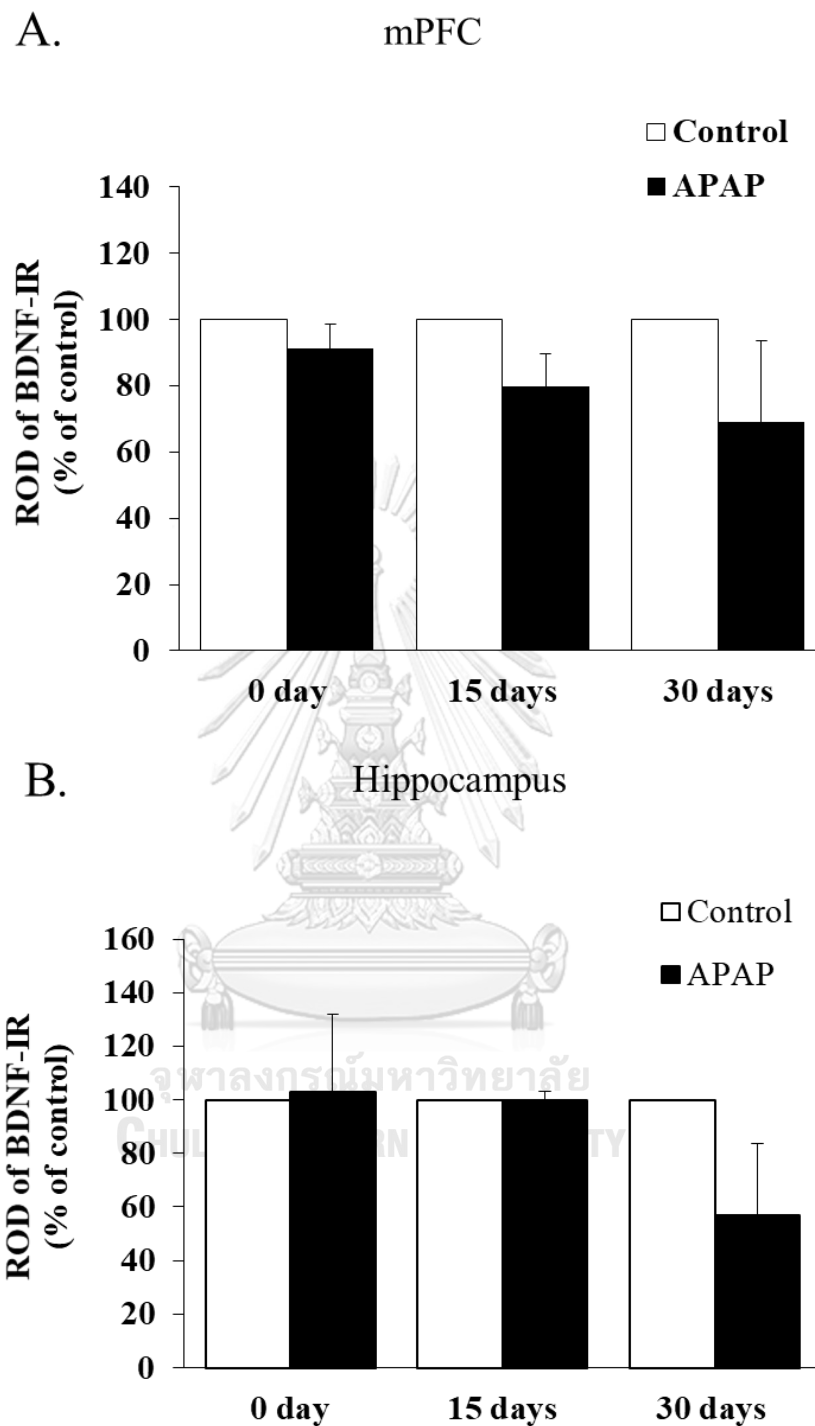 A.
mPFC
Control
APAP
140
120
100
80
60
40
20
0
ROD of BDNF-IR
(% of control)
0 day
15 days
30 days
B.
Hippocampus
Control
APAP
160
140
120
100
80
60
40
20
0
ROD of BDNF-IR
(% of control)
จุฬาลงกรณ์มหาวิทยาลัย
0 day
15 days
30 days